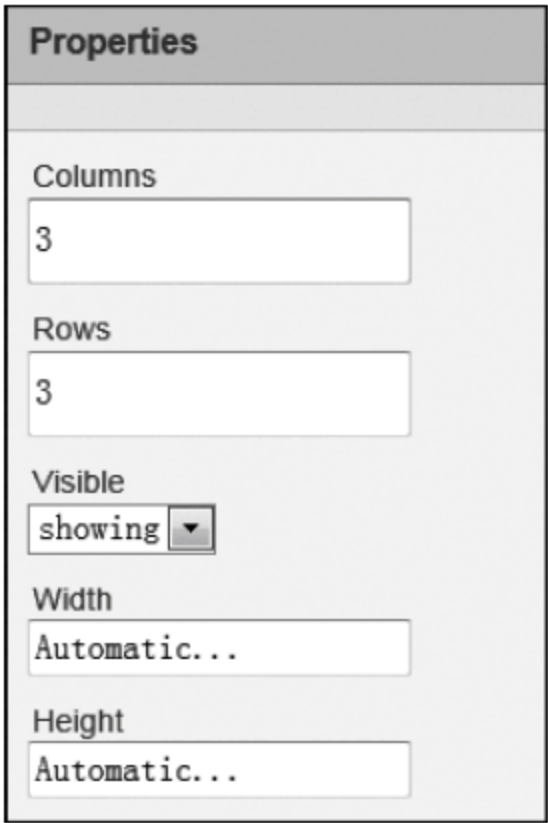 Properties
Columns
3
Rows
3
Visible
showing
Width
Automatic...
Height
Automatic...